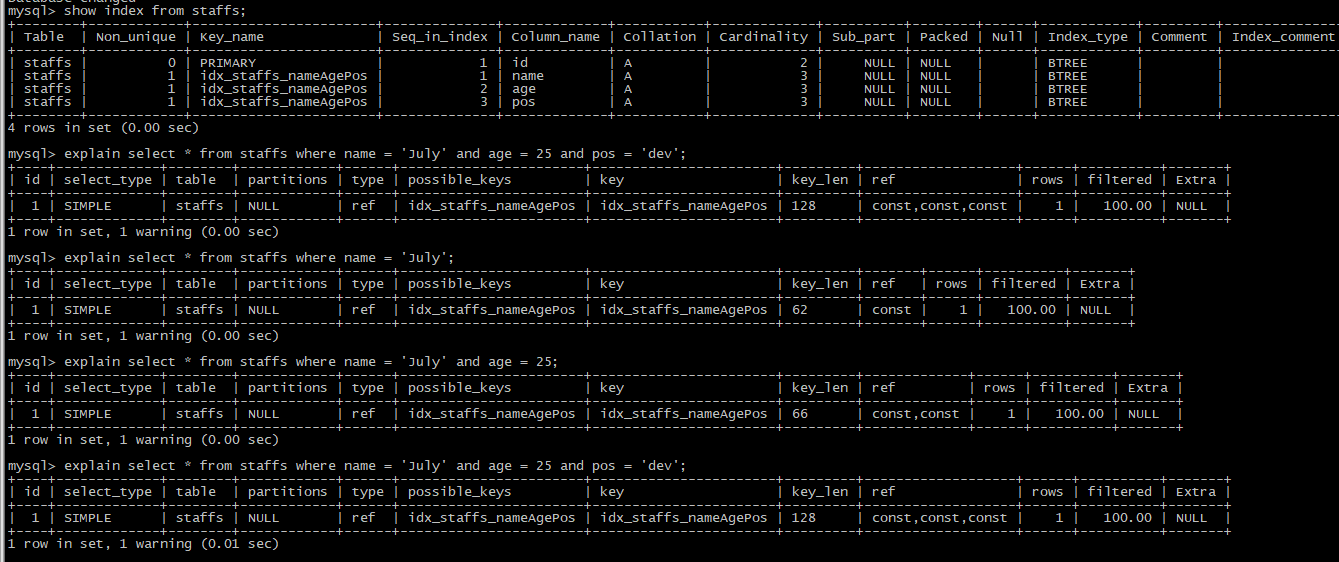 Database changed
mysql> show index from staffs;
+--------+------------+-----------------------+--------------+-------------+-----------+-------------+----------+--------+------+------------+---------+---------------
| Table  | Non_unique | Key_name              | Seq_in_index | Column_name | Collation | Cardinality | Sub_part | Packed | Null | Index_type | Comment | Index_comment
+--------+------------+-----------------------+--------------+-------------+-----------+-------------+----------+--------+------+------------+---------+---------------
| staffs |          0 | PRIMARY               |            1 | id          | A         |           2 |     NULL | NULL   |      | BTREE      |         |
| staffs |          1 | idx_staffs_nameAgePos |            1 | name        | A         |           3 |     NULL | NULL   |      | BTREE      |         |
| staffs |          1 | idx_staffs_nameAgePos |            2 | age         | A         |           3 |     NULL | NULL   |      | BTREE      |         |
| staffs |          1 | idx_staffs_nameAgePos |            3 | pos         | A         |           3 |     NULL | NULL   |      | BTREE      |         |
+--------+------------+-----------------------+--------------+-------------+-----------+-------------+----------+--------+------+------------+---------+---------------
4 rows in set (0.00 sec)
mysql> explain select * from staffs where name = 'July' and age = 25 and pos = 'dev';
+----+-------------+--------+------------+------+-----------------------+-----------------------+---------+-------------------+------+----------+-------+
| id | select_type | table  | partitions | type | possible_keys         | key                   | key_len | ref               | rows | filtered | Extra |
+----+-------------+--------+------------+------+-----------------------+-----------------------+---------+-------------------+------+----------+-------+
|  1 | SIMPLE      | staffs | NULL       | ref  | idx_staffs_nameAgePos | idx_staffs_nameAgePos | 128     | const,const,const |    1 |   100.00 | NULL  |
+----+-------------+--------+------------+------+-----------------------+-----------------------+---------+-------------------+------+----------+-------+
1 row in set, 1 warning (0.00 sec)
mysql> explain select * from staffs where name = 'July';
+----+-------------+--------+------------+------+-----------------------+-----------------------+---------+-------+------+----------+-------+
| id | select_type | table  | partitions | type | possible_keys         | key                   | key_len | ref   | rows | filtered | Extra |
+----+-------------+--------+------------+------+-----------------------+-----------------------+---------+-------+------+----------+-------+
|  1 | SIMPLE      | staffs | NULL       | ref  | idx_staffs_nameAgePos | idx_staffs_nameAgePos | 62      | const |    1 |   100.00 | NULL  |
+----+-------------+--------+------------+------+-----------------------+-----------------------+---------+-------+------+----------+-------+
1 row in set, 1 warning (0.00 sec)
mysql> explain select * from staffs where name = 'July' and age = 25;
+----+-------------+--------+------------+------+-----------------------+-----------------------+---------+-------------+------+----------+-------+
| id | select_type | table  | partitions | type | possible_keys         | key                   | key_len | ref         | rows | filtered | Extra |
+----+-------------+--------+------------+------+-----------------------+-----------------------+---------+-------------+------+----------+-------+
|  1 | SIMPLE      | staffs | NULL       | ref  | idx_staffs_nameAgePos | idx_staffs_nameAgePos | 66      | const,const |    1 |   100.00 | NULL  |
+----+-------------+--------+------------+------+-----------------------+-----------------------+---------+-------------+------+----------+-------+
1 row in set, 1 warning (0.00 sec)
mysql> explain select * from staffs where name = 'July' and age = 25 and pos = 'dev';
+----+-------------+--------+------------+------+-----------------------+-----------------------+---------+-------------------+------+----------+-------+
| id | select_type | table  | partitions | type | possible_keys         | key                   | key_len | ref               | rows | filtered | Extra |
+----+-------------+--------+------------+------+-----------------------+-----------------------+---------+-------------------+------+----------+-------+
|  1 | SIMPLE      | staffs | NULL       | ref  | idx_staffs_nameAgePos | idx_staffs_nameAgePos | 128     | const,const,const |    1 |   100.00 | NULL  |
+----+-------------+--------+------------+------+-----------------------+-----------------------+---------+-------------------+------+----------+-------+
1 row in set, 1 warning (0.01 sec)